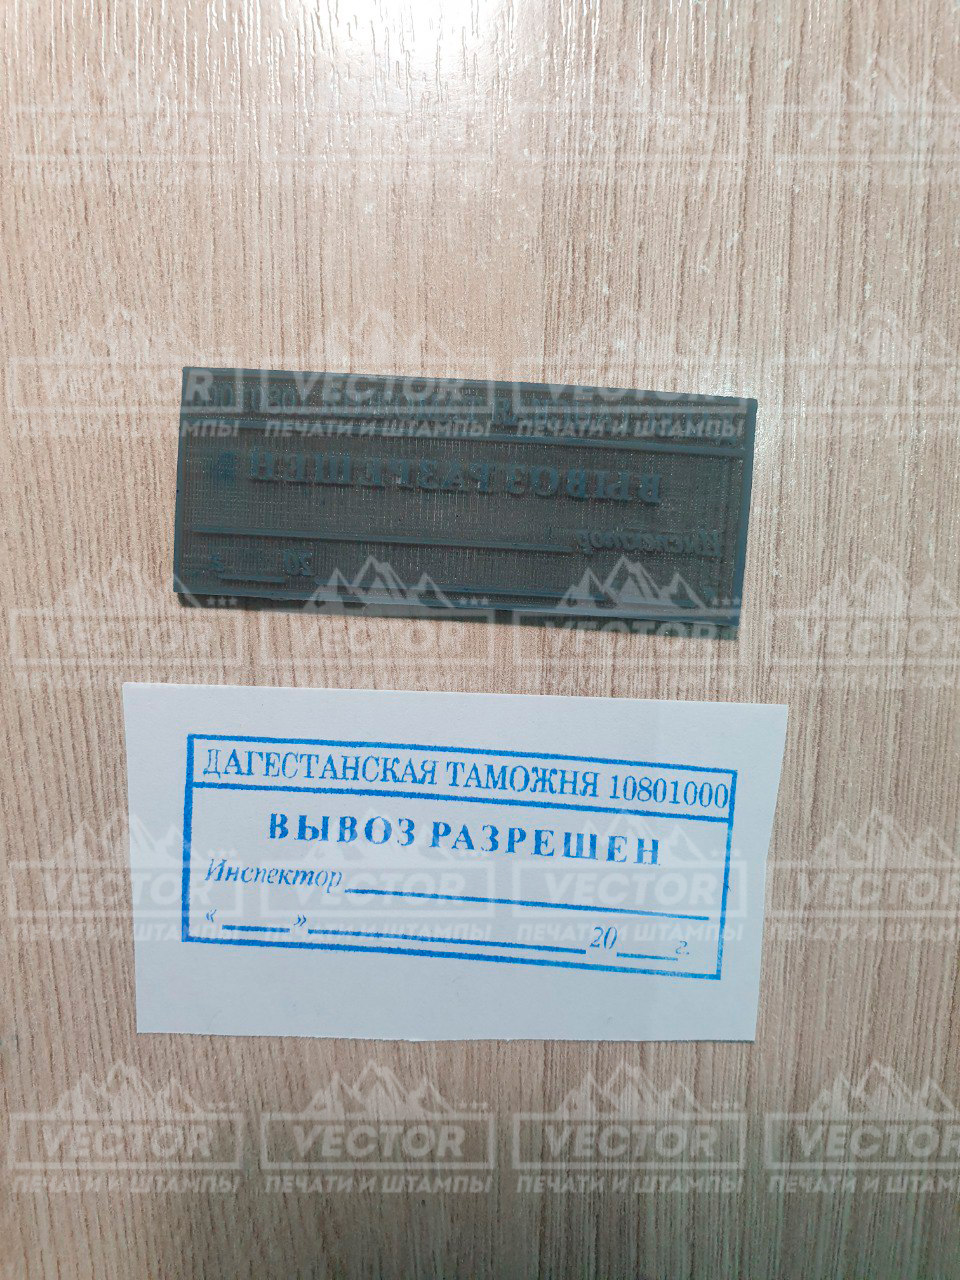 VECTOR
ПЕЧАТИ И ШТАМПЫ
ДАГЕСТАНСКАЯ ТАМОЖНЯ 10801000
ВЫВОЗ РАЗРЕШЕН
Инспектор
« » 20 г.